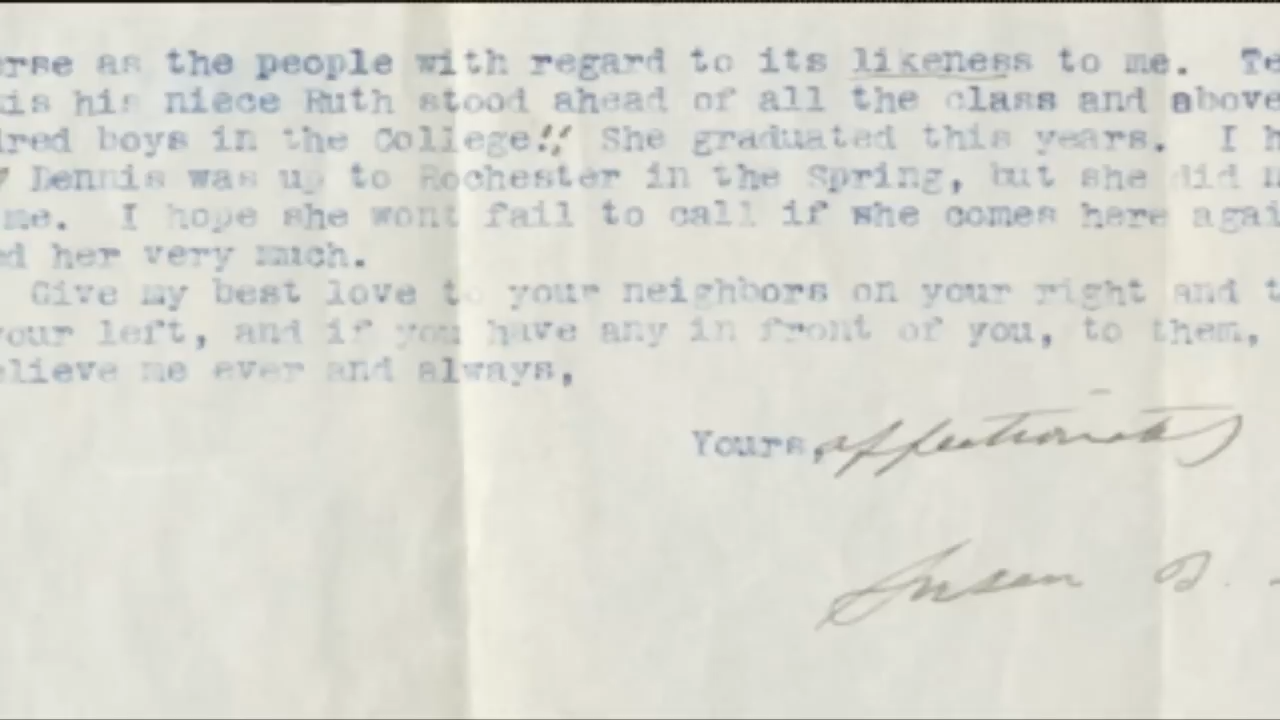 rse as the people with regard to its likeness to me. Te
is his niece Ruth stood ahead of all the class and above
dred boys in the College!! She graduated this years. I h
Dennis was up to Rochester in the Spring, but she did n
me. I hope she wont fail to call if she comes here agai
ed her very much.
Give my best love to your neighbors on your right and t
your left, and if you have any in front of you, to them,
elieve me ever and always,
Yours, affectionately
Susan B.